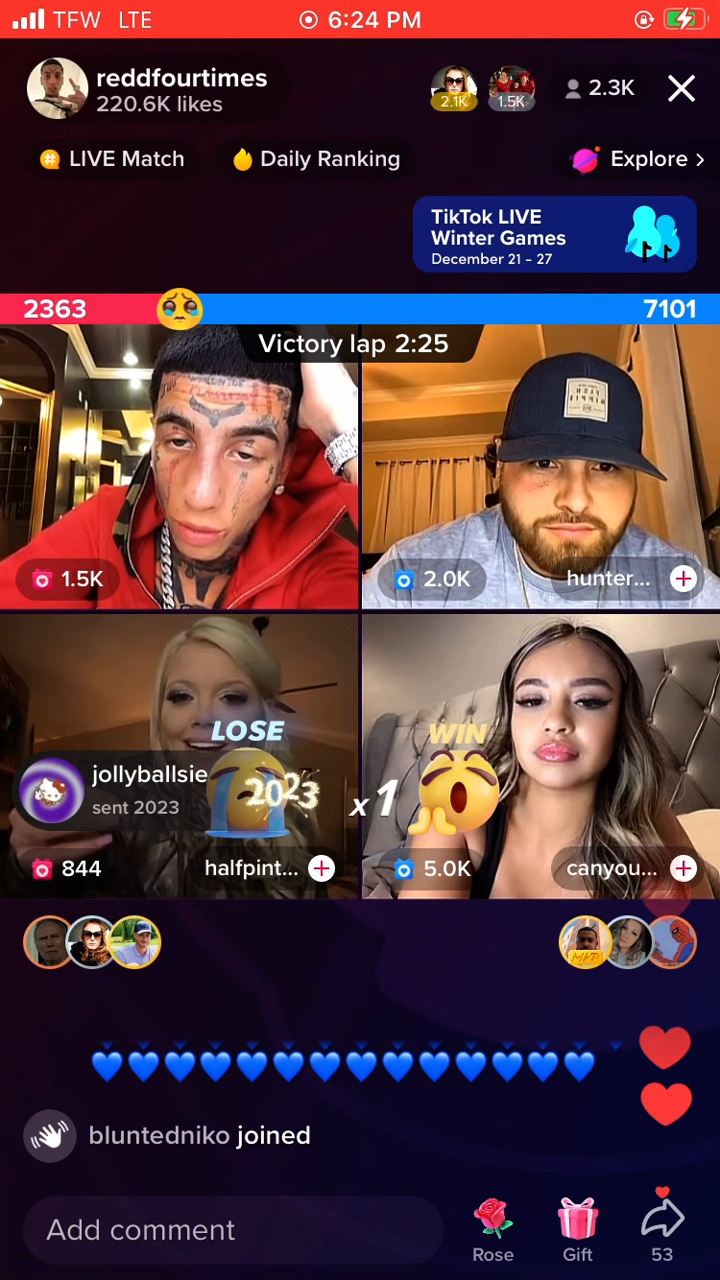 TFW LTE 6:24 PM
reddfourtimes
220.6K likes
2.1K
1.5K
2.3K
LIVE Match
Daily Ranking
Explore >
TikTok LIVE
Winter Games
December 21 - 27
2363
7101
Victory lap 2:25
1.5K
2.0K
hunter...
LOSE
WIN
jollyballsie
sent 2023
2023
x1
844
halfpint...
5.0K
canyou...
MVP
bluntedniko joined
Add comment
Rose
Gift
53